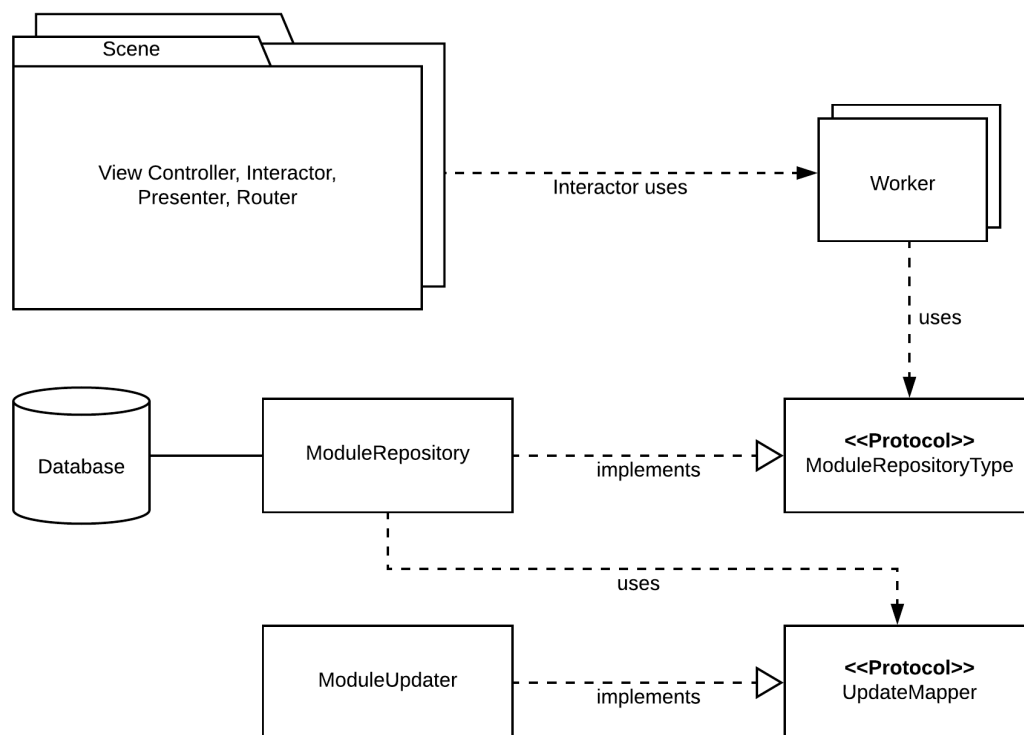 Scene
View Controller, Interactor,
Presenter, Router
Interactor uses
Worker
uses
Database
ModuleRepository
implements
<<Protocol>>
ModuleRepositoryType
uses
ModuleUpdater
implements
<<Protocol>>
UpdateMapper